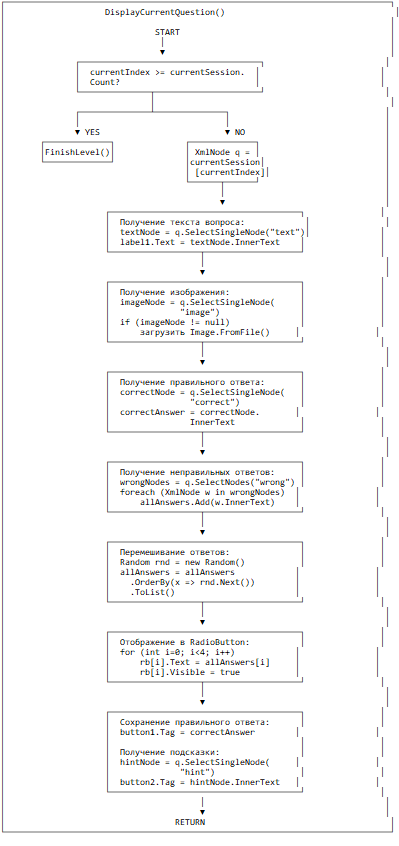 DisplayCurrentQuestion()
START
currentIndex >= currentSession.
Count?
YES
NO
FinishLevel()
XmlNode q =
currentSession
[currentIndex]
Получение текста вопроса:
textNode = q.SelectSingleNode("text")
label1.Text = textNode.InnerText
Получение изображения:
imageNode = q.SelectSingleNode(
"image")
if (imageNode != null)
загрузить Image.FromFile()
Получение правильного ответа:
correctNode = q.SelectSingleNode(
"correct")
correctAnswer = correctNode.
InnerText
Получение неправильных ответов:
wrongNodes = q.SelectNodes("wrong")
foreach (XmlNode w in wrongNodes)
allAnswers.Add(w.InnerText)
Перемешивание ответов:
Random rnd = new Random()
allAnswers = allAnswers
.OrderBy(x => rnd.Next())
.ToList()
Отображение в RadioButton:
for (int i=0; i<4; i++)
rb[i].Text = allAnswers[i]
rb[i].Visible = true
Сохранение правильного ответа:
button1.Tag = correctAnswer
Получение подсказки:
hintNode = q.SelectSingleNode(
"hint")
button2.Tag = hintNode.InnerText
RETURN